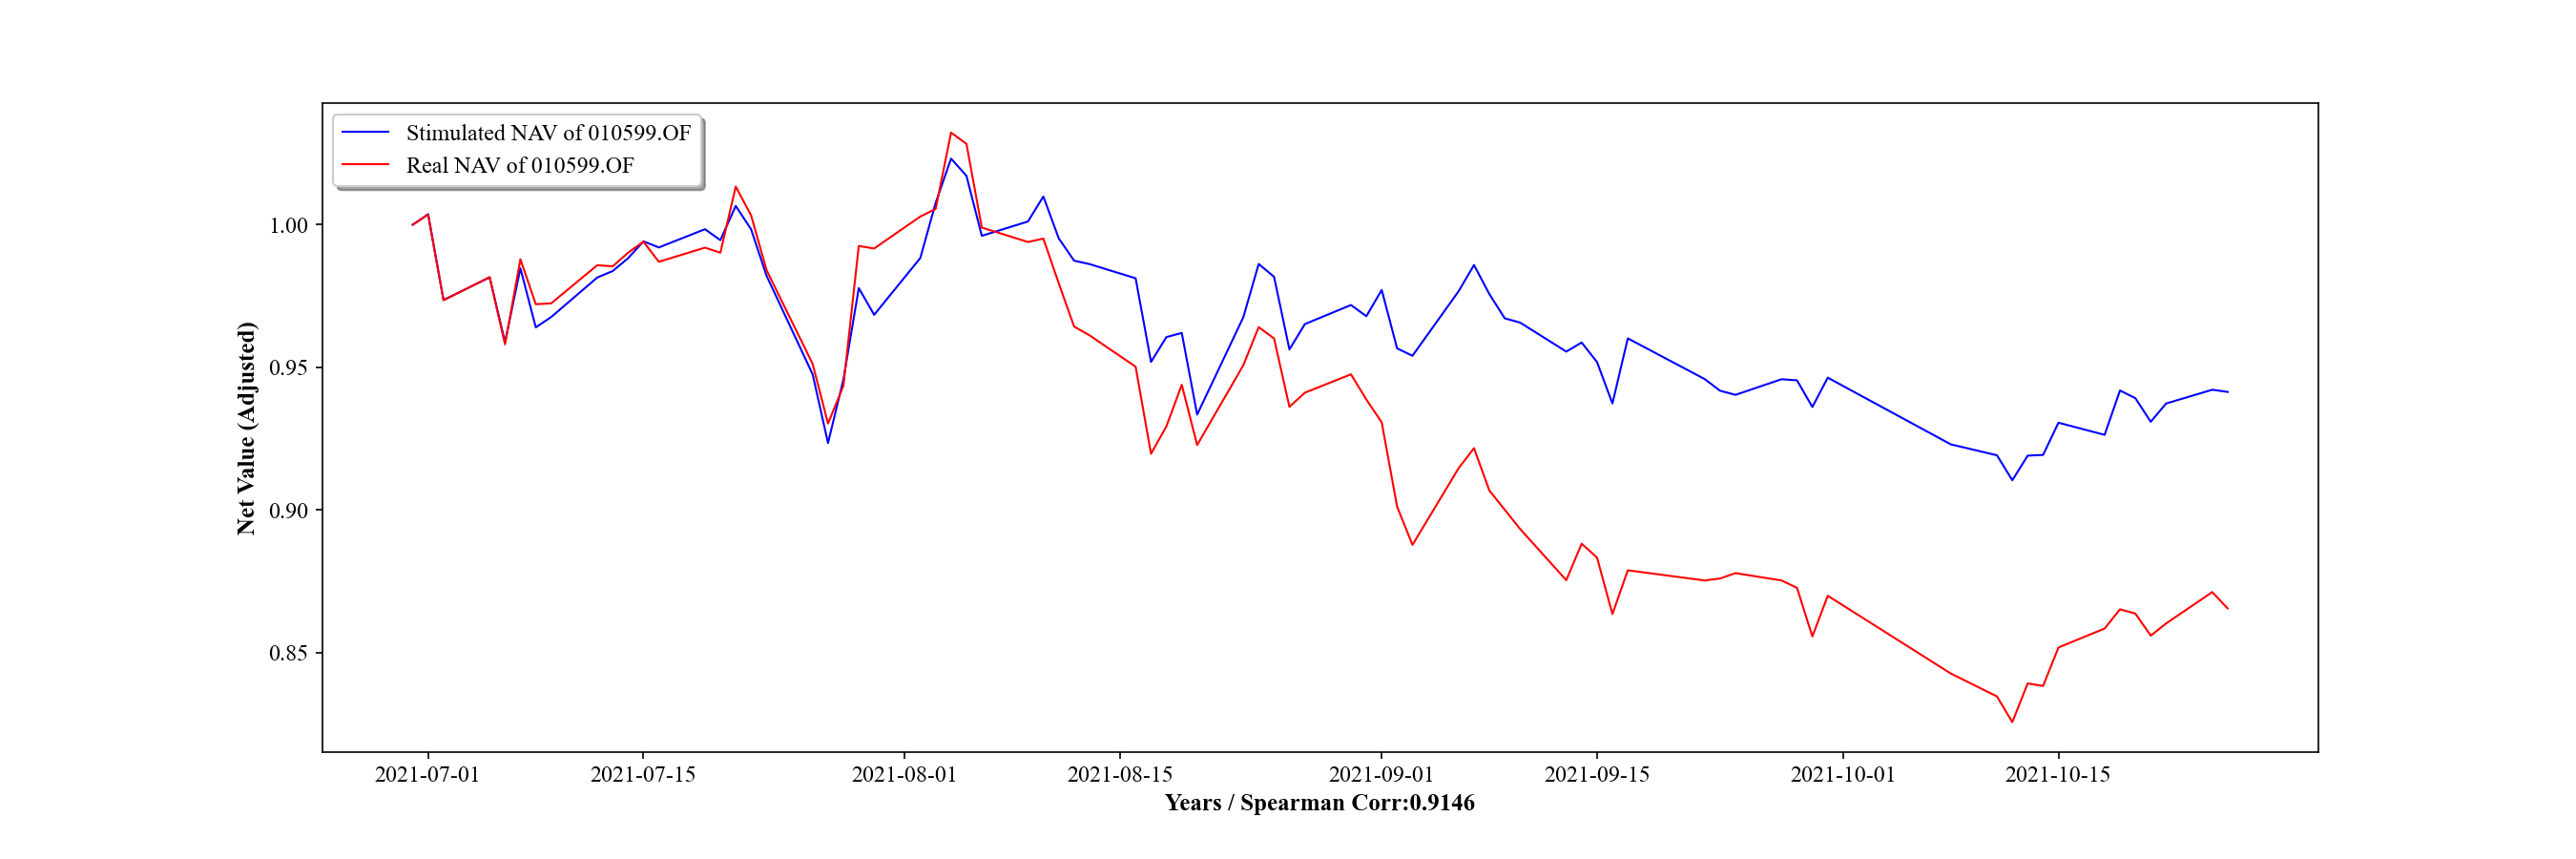 Stimulated NAV of 010599.OF
Real NAV of 010599.OF
Net Value (Adjusted)
1.00
0.95
0.90
0.85
2021-07-01 2021-07-15 2021-08-01 2021-08-15 2021-09-01 2021-09-15 2021-10-01 2021-10-15
Years / Spearman Corr:0.9146